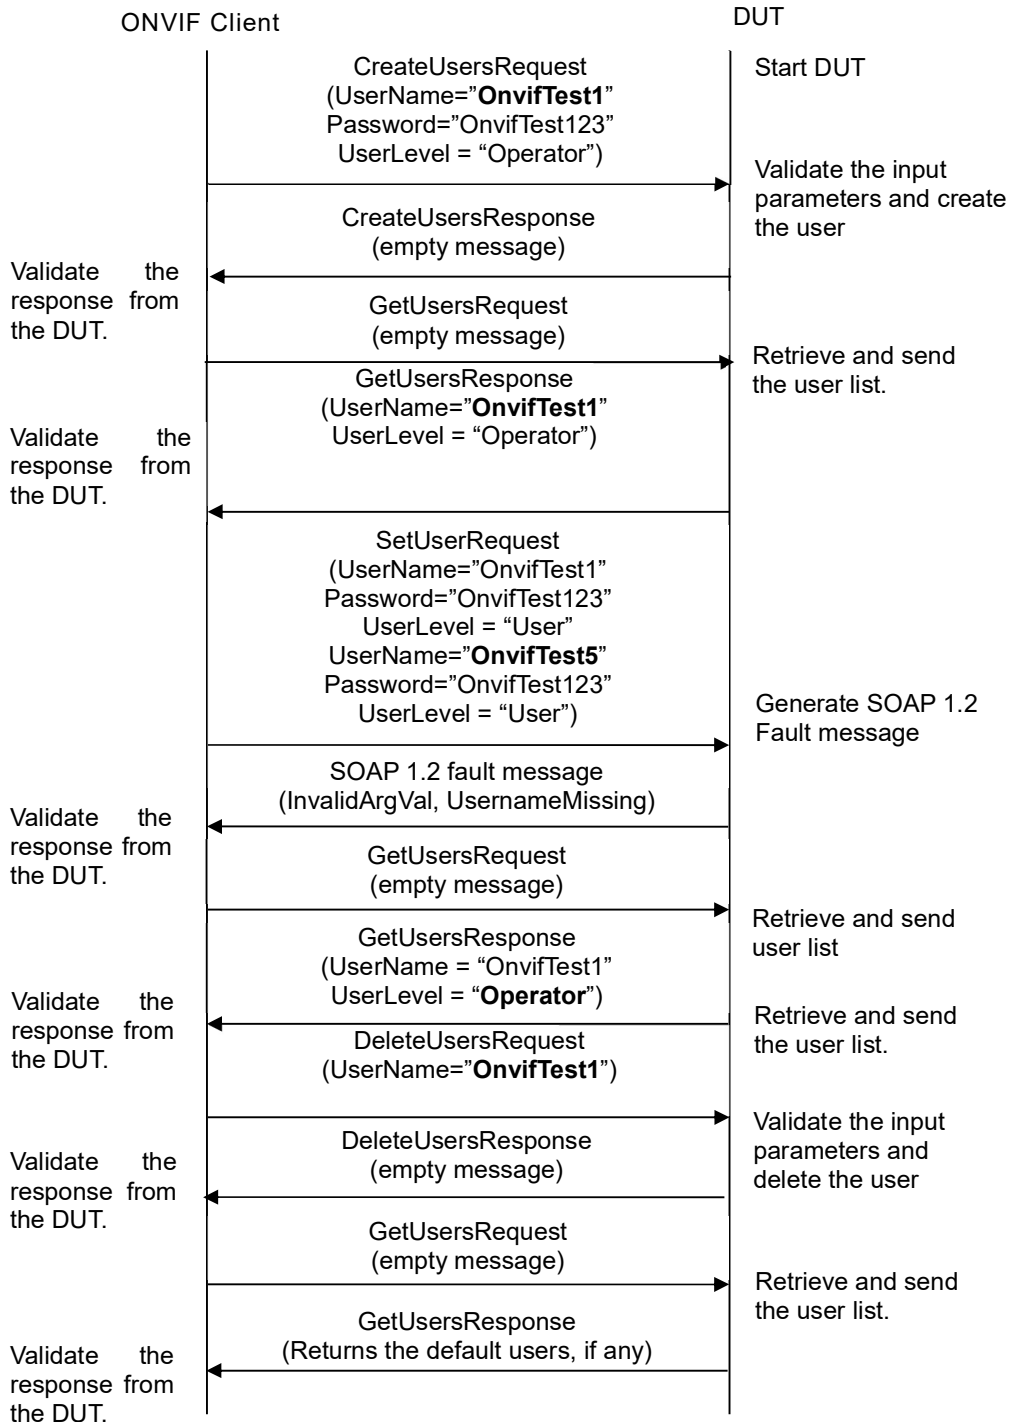 ONVIF Client
DUT
CreateUsersRequest
(UserName=”OnvifTest1”
Password=”OnvifTest123”
UserLevel = “Operator”)
Start DUT
Validate the input
parameters and create
the user
CreateUsersResponse
(empty message)
Validate the
response from
the DUT.
GetUsersRequest
(empty message)
Retrieve and send
the user list.
GetUsersResponse
(UserName=”OnvifTest1”
UserLevel = “Operator”)
Validate the
response from
the DUT.
SetUserRequest
(UserName=”OnvifTest1”
Password=”OnvifTest123”
UserLevel = “User”
UserName=”OnvifTest5”
Password=”OnvifTest123”
UserLevel = “User”)
Generate SOAP 1.2
Fault message
SOAP 1.2 fault message
(InvalidArgVal, UsernameMissing)
Validate the
response from
the DUT.
GetUsersRequest
(empty message)
Retrieve and send
user list
GetUsersResponse
(UserName = “OnvifTest1”
UserLevel = “Operator”)
Validate the
response from
the DUT.
Retrieve and send
the user list.
DeleteUsersRequest
(UserName=”OnvifTest1”)
Validate the input
parameters and
delete the user
DeleteUsersResponse
(empty message)
Validate the
response from
the DUT.
GetUsersRequest
(empty message)
Retrieve and send
the user list.
GetUsersResponse
(Returns the default users, if any)
Validate the
response from
the DUT.